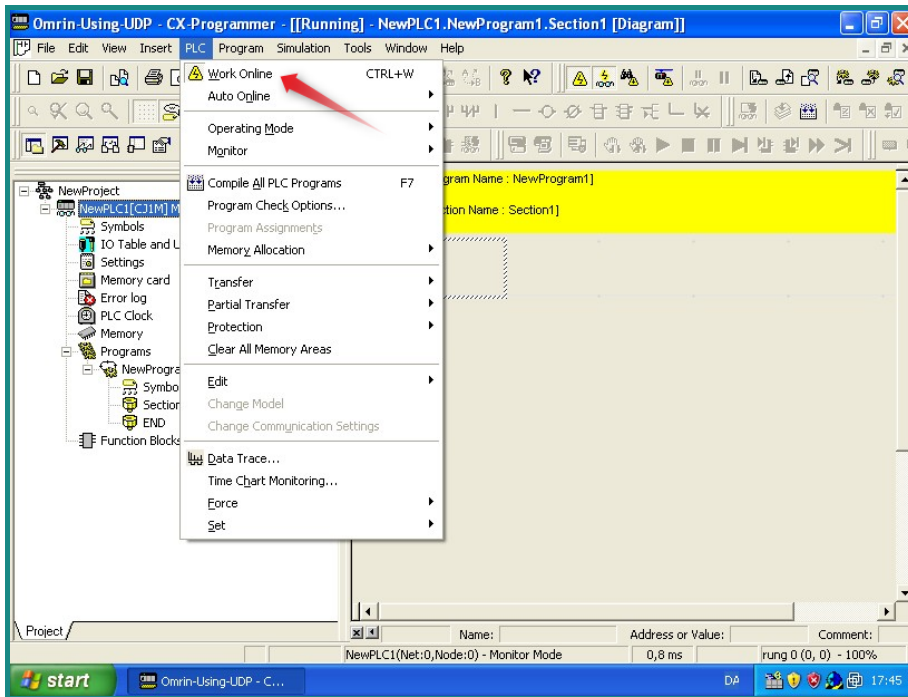 Omrin-Using-UDP - CX-Programmer - [[Running] - NewPLC1.NewProgram1.Section1 [Diagram]]
File Edit View Insert PLC Program Simulation Tools Window Help
Work Online CTRL+W
Auto Online
Operating Mode
Monitor
Compile All PLC Programs F7
Program Check Options...
Program Assignments
Memory Allocation
Transfer
Partial Transfer
Protection
Clear All Memory Areas
Edit
Change Model
Change Communication Settings
Data Trace...
Time Chart Monitoring...
Force
Set
NewProject
NewPLC1[CJ1M] M
Symbols
IO Table and U
Settings
Memory card
Error log
PLC Clock
Memory
Programs
NewProgra
Symbo
Section
END
Function Blocks
gram Name : NewProgram1]
ction Name : Section1]
Project
Name: Address or Value: Comment:
NewPLC1(Net:0,Node:0) - Monitor Mode 0,8 ms rung 0 (0, 0) - 100%
start Omrin-Using-UDP - C... DA 17:45